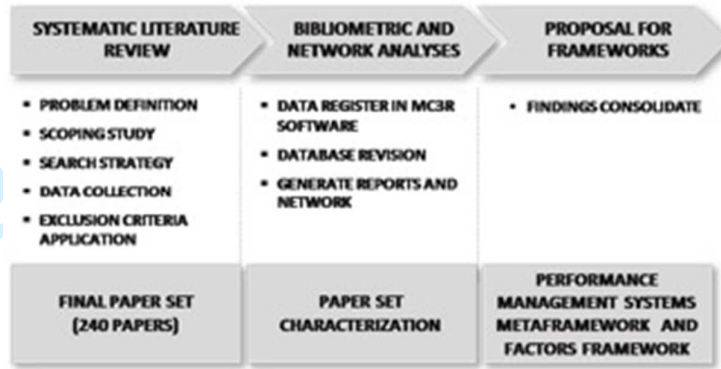 SYSTEMATIC LITERATURE
REVIEW
BIBLIOMETRIC AND
NETWORK ANALYSES
PROPOSAL FOR
FRAMEWORKS
▪ PROBLEM DEFINITION
▪ SCOPING STUDY
▪ SEARCH STRATEGY
▪ DATA COLLECTION
▪ EXCLUSION CRITERIA
APPLICATION
▪ DATA REGISTER IN MC3R
SOFTWARE
▪ DATABASE REVISION
▪ GENERATE REPORTS AND
NETWORK
• FINDINGS CONSOLIDATE
FINAL PAPER SET
(240 PAPERS)
PAPER SET
CHARACTERIZATION
PERFORMANCE
MANAGEMENT SYSTEMS
METAFRAMEWORK AND
FACTORS FRAMEWORK